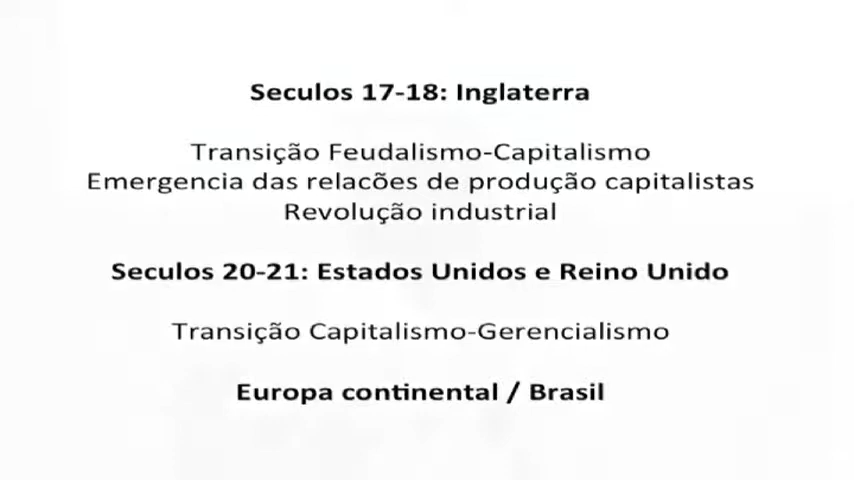 Seculos 17-18: Inglaterra
Transição Feudalismo-Capitalismo
Emergencia das relacões de produção capitalistas
Revolução industrial
Seculos 20-21: Estados Unidos e Reino Unido
Transição Capitalismo-Gerencialismo
Europa continental / Brasil